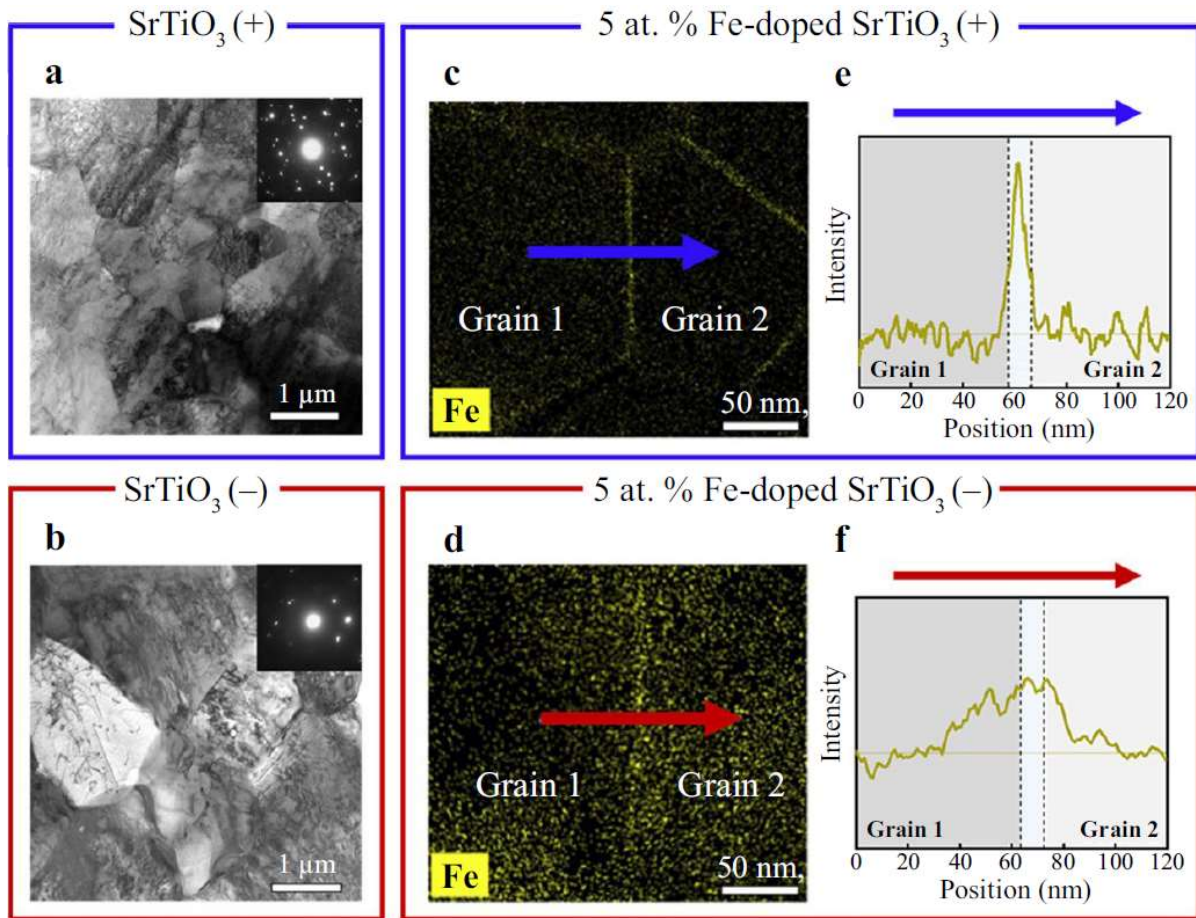 SrTiO₃ (+)
5 at. % Fe-doped SrTiO₃ (+)
a
1 µm
c
Grain 1
Grain 2
Fe
50 nm,
e
Intensity
Grain 1
Grain 2
0 20 40 60 80 100 120
Position (nm)
SrTiO₃ (–)
5 at. % Fe-doped SrTiO₃ (–)
b
1 µm
d
Grain 1
Grain 2
Fe
50 nm
f
Intensity
Grain 1
Grain 2
0 20 40 60 80 100 120
Position (nm)